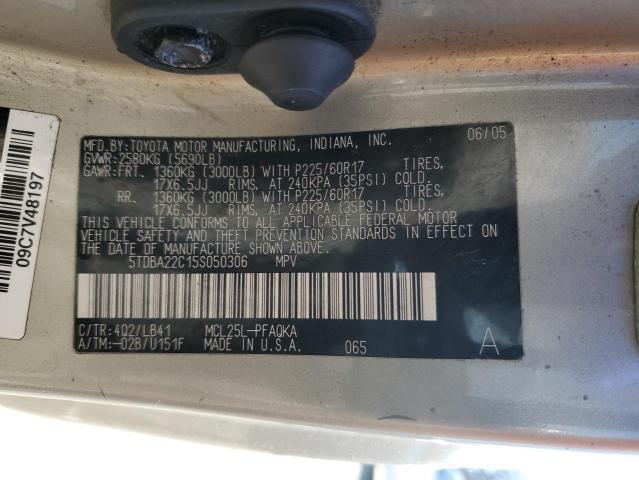 MFD.BY:TOYOTA MOTOR MANUFACTURING, INDIANA, INC. 06/05
GVWR:2580KG (5690LB)
GAWR:FRT. 1360KG (3000LB) WITH P225/60R17 TIRES,
17X6.5JJ RIMS, AT 240KPA (35PSI) COLD.
RR. 1360KG (3000LB) WITH P225/60R17 TIRES,
17X6.5JJ RIMS, AT 240KPA (35PSI) COLD.
THIS VEHICLE CONFORMS TO ALL APPLICABLE FEDERAL MOTOR
VEHICLE SAFETY AND THEFT PREVENTION STANDARDS IN EFFECT ON
THE DATE OF MANUFACTURE SHOWN ABOVE.
5TDBA22C15S050306 MPV
C/TR:4Q2/LB41 MCL25L-PFAQKA
A/TM:-02B/U151F MADE IN U.S.A. 065 A
09C7V48197